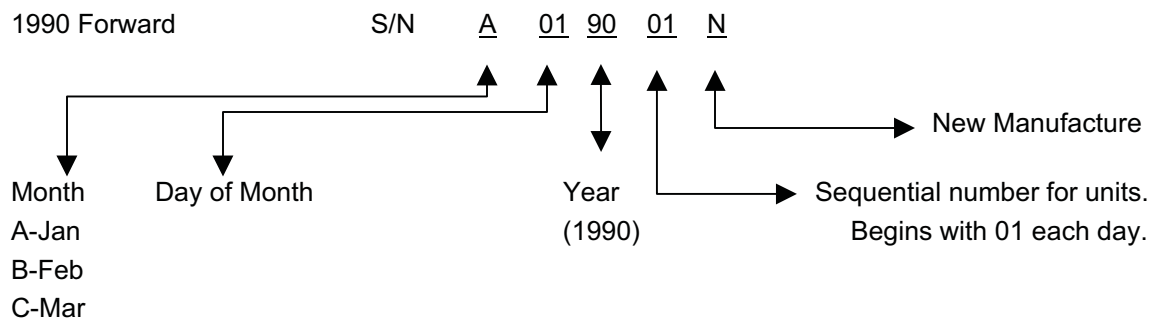 1990 Forward S/N A 01 90 01 N
New Manufacture
Month Day of Month Year Sequential number for units.
A-Jan (1990) Begins with 01 each day.
B-Feb
C-Mar